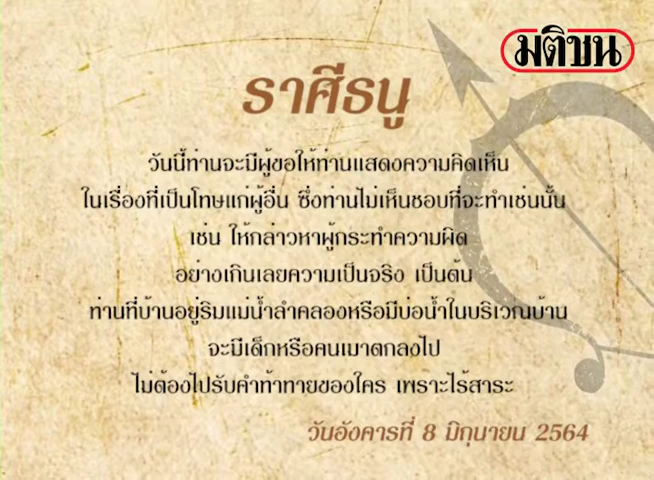 มติชน
ราศีธนู
วันนี้ท่านจะมีผู้ขอให้ท่านแสดงความคิดเห็น
ในเรื่องที่เป็นโทษแก่ผู้อื่น ซึ่งท่านไม่เห็นชอบที่จะทำเช่นนั้น
เช่น ให้กล่าวหาผู้กระทำความผิด
อย่างเกินเลยความเป็นจริง เป็นต้น
ท่านที่บ้านอยู่ริมแม่น้ำลำคลองหรือมีบ่อน้ำในบริเวณบ้าน
จะมีเด็กหรือคนเมาตกลงไป
ไม่ต้องไปรับคำท้าทายของใคร เพราะไร้สาระ
วันอังคารที่ 8 มิถุนายน 2564